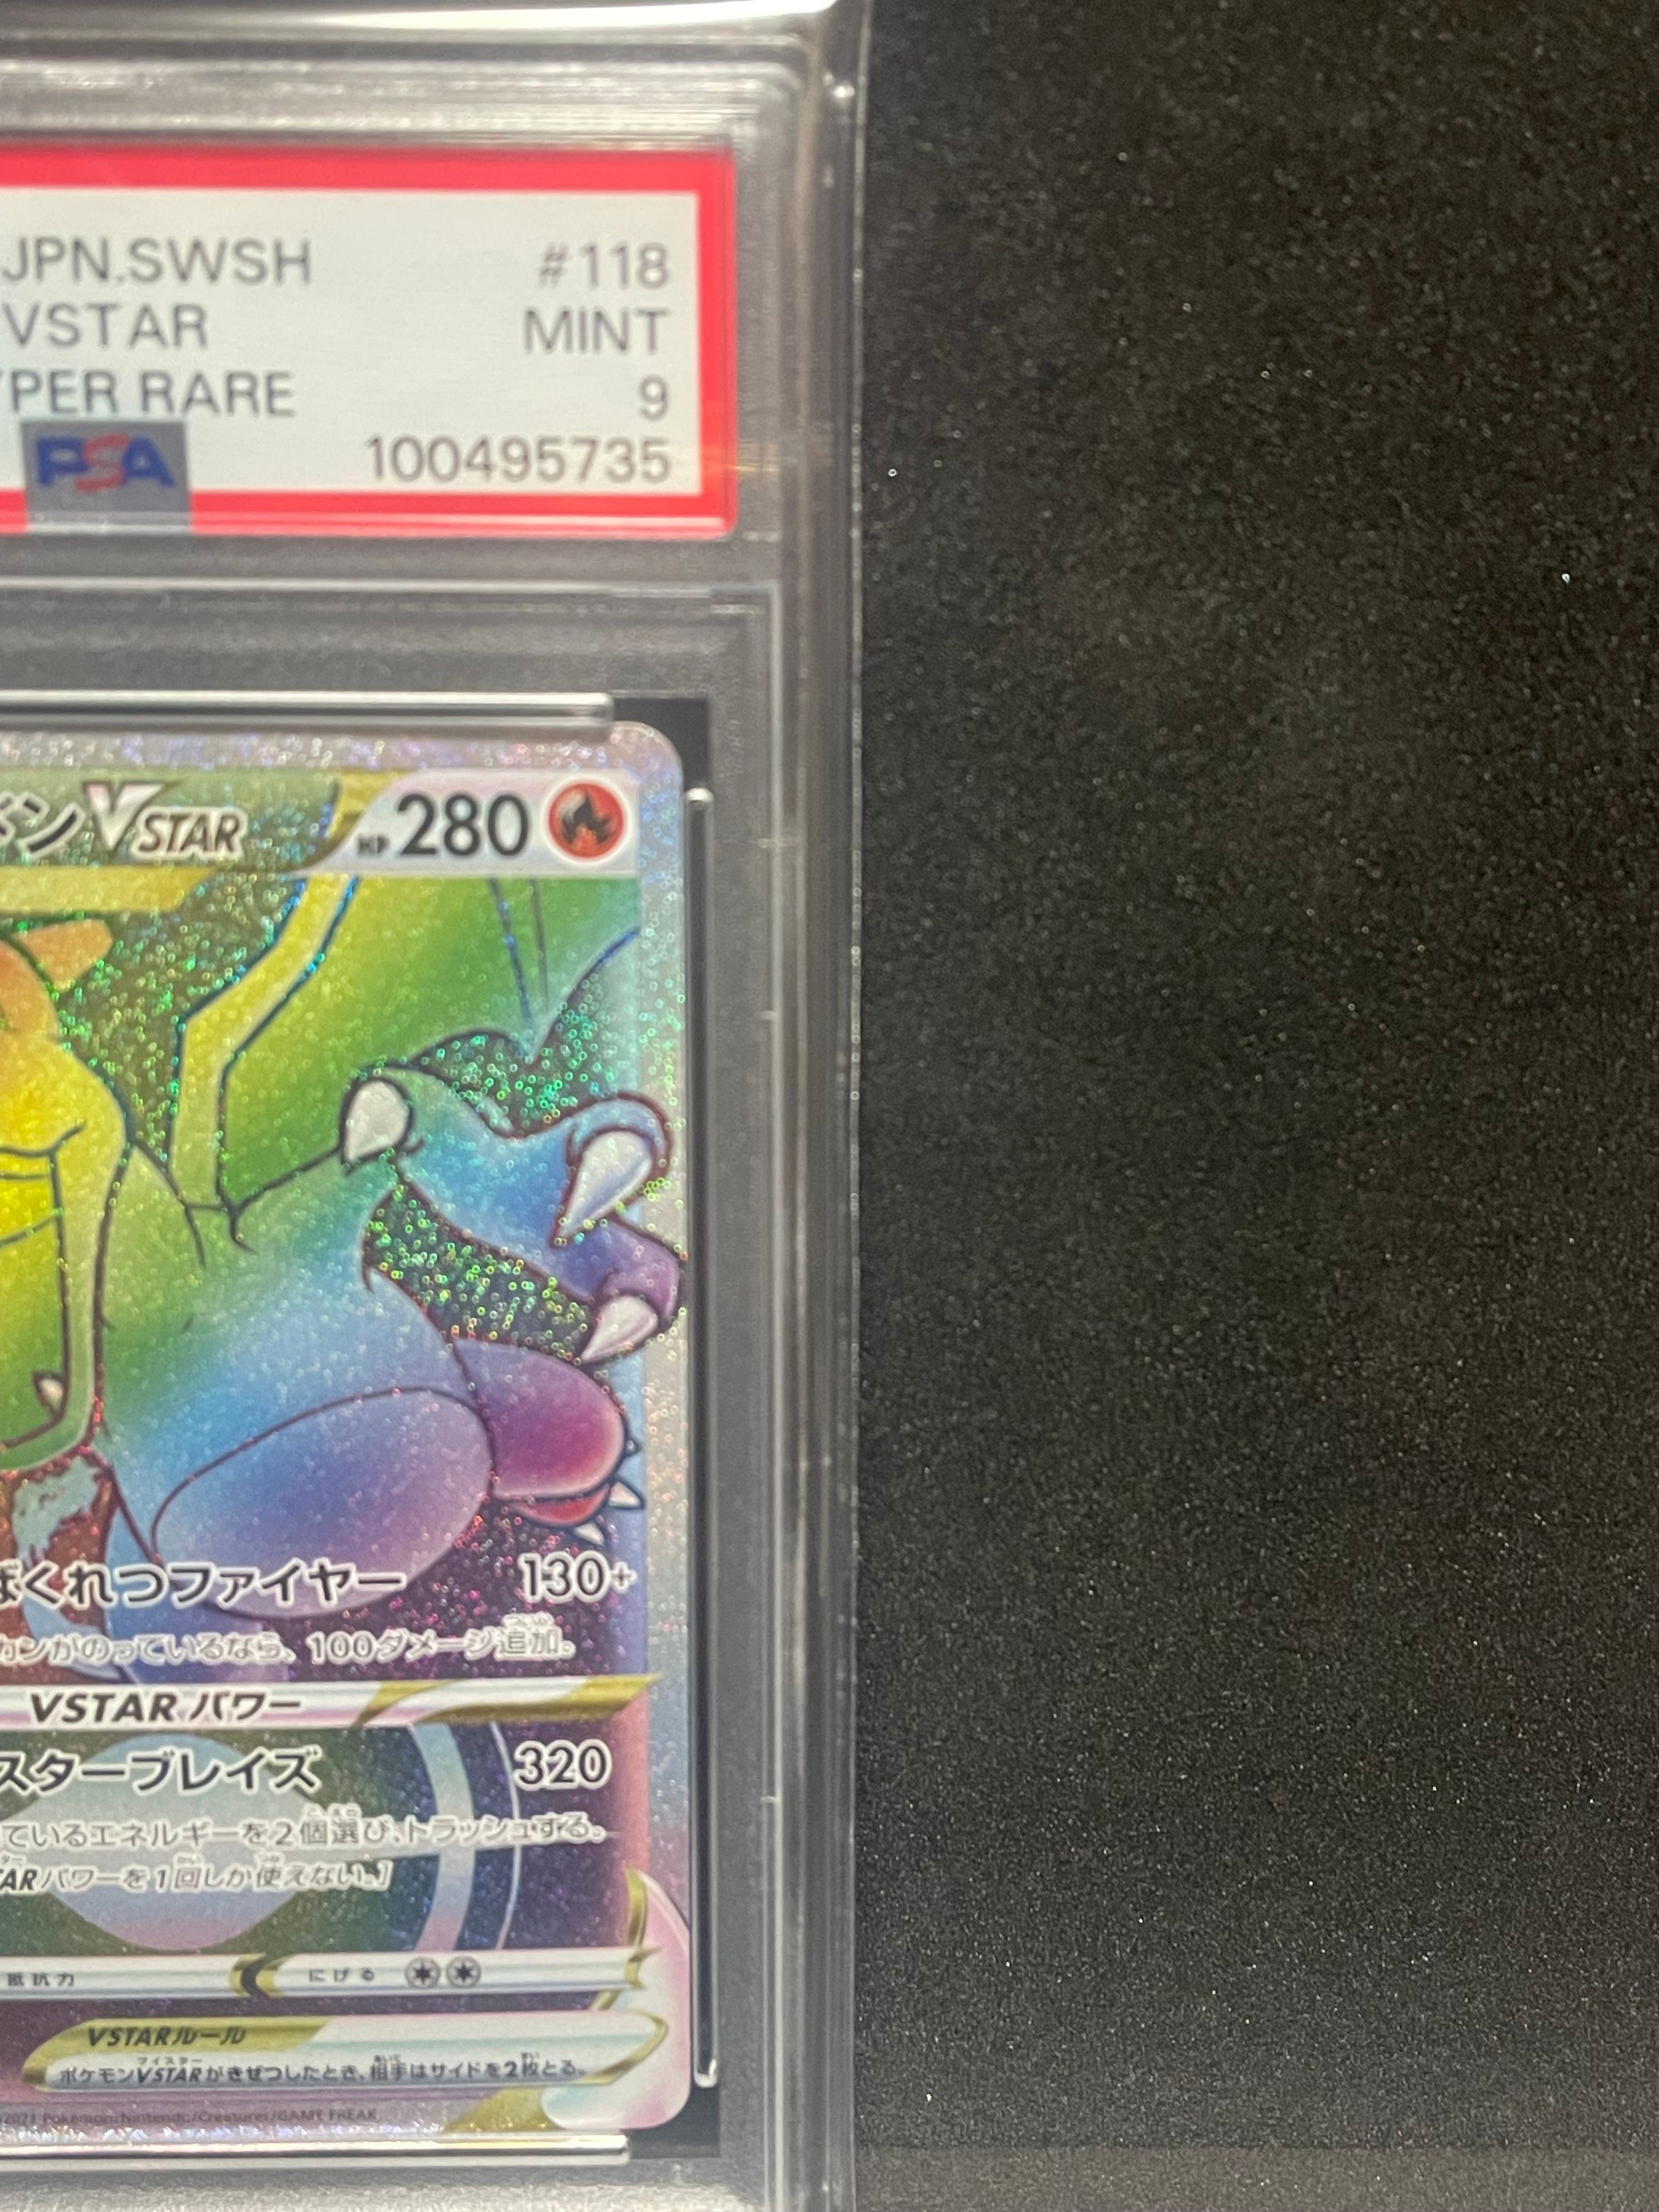 JPN.SWSH #118
VSTAR MINT
YPER RARE 9
PSA 100495735
ドン VSTAR HP 280
ばくれつファイヤー 130+
カンがのっているなら、100ダメージ追加。
VSTARパワー
スターブレイズ 320
ているエネルギーを2個選び、トラッシュする。
STARパワーを1回しか使えない。]
抵抗力 にげる
VSTARルール
ポケモンVSTARがきぜつしたとき、相手はサイドを2枚とる。
2021 Pokémon/Nintendo/Creatures/GAME FREAK